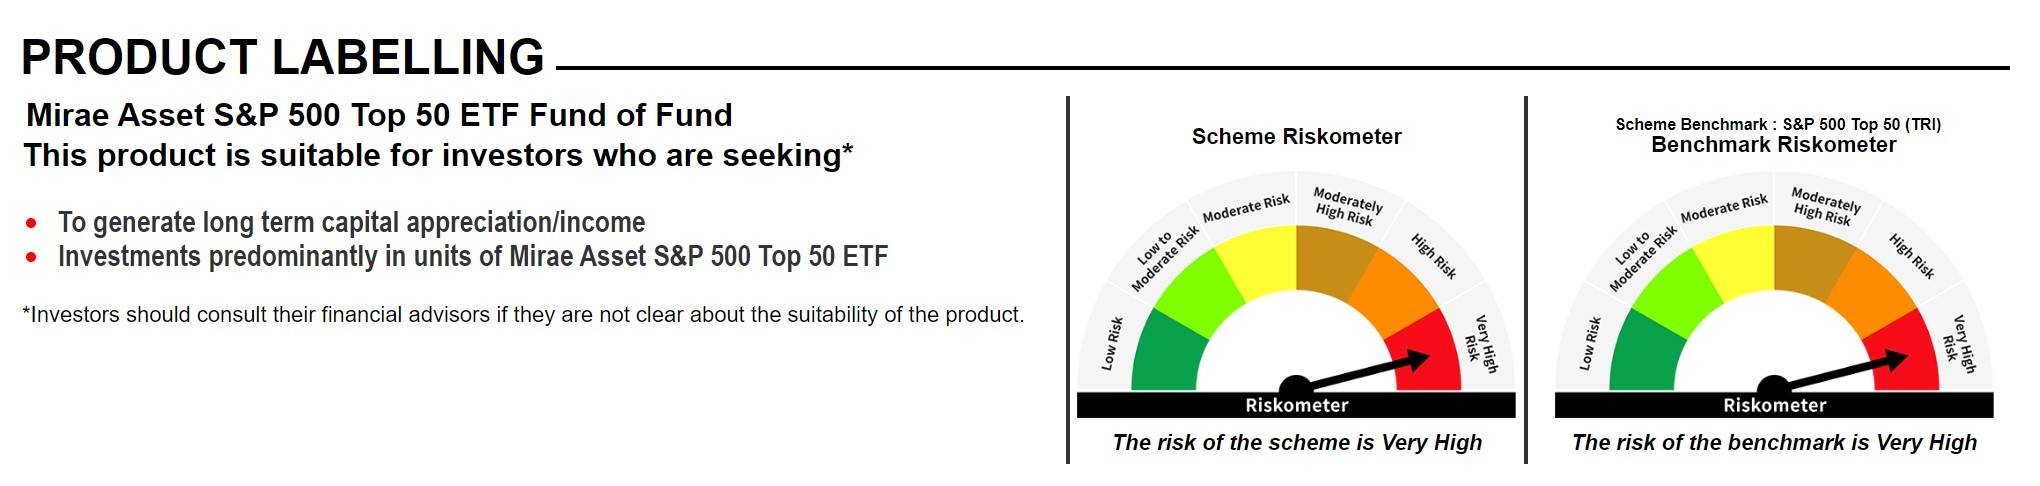 PRODUCT LABELLING
Mirae Asset S&P 500 Top 50 ETF Fund of Fund
This product is suitable for investors who are seeking*
• To generate long term capital appreciation/income
• Investments predominantly in units of Mirae Asset S&P 500 Top 50 ETF
*Investors should consult their financial advisors if they are not clear about the suitability of the product.
Scheme Riskometer
Low Risk
Low to
Moderate Risk
Moderate Risk
Moderately
High Risk
High Risk
Very High
Risk
Riskometer
The risk of the scheme is Very High
Scheme Benchmark : S&P 500 Top 50 (TRI)
Benchmark Riskometer
Low Risk
Low to
Moderate Risk
Moderate Risk
Moderately
High Risk
High Risk
Very High
Risk
Riskometer
The risk of the benchmark is Very High